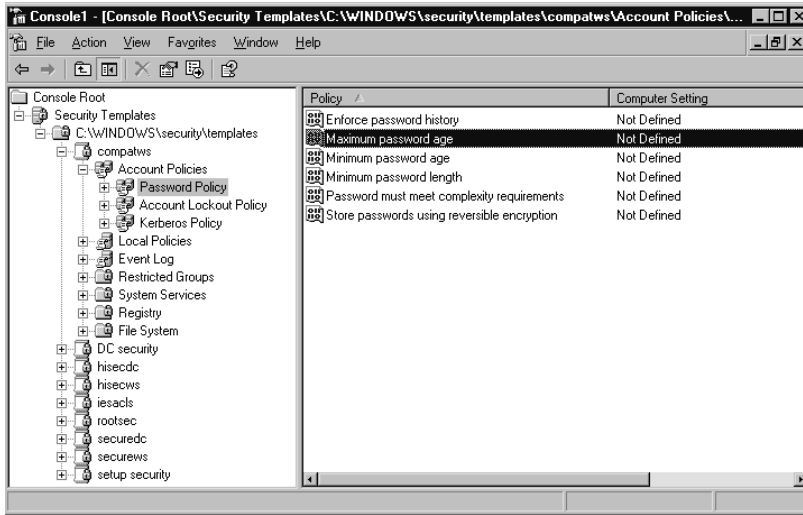 Console1 - [Console Root\Security Templates\C:\WINDOWS\security\templates\compatws\Account Policies\...
File Action View Favorites Window Help
Console Root
Security Templates
C:\WINDOWS\security\templates
compatws
Account Policies
Password Policy
Account Lockout Policy
Kerberos Policy
Local Policies
Event Log
Restricted Groups
System Services
Registry
File System
DC security
hisecdc
hisecws
iesacls
rootsec
securedc
securews
setup security
Policy Computer Setting
Enforce password history Not Defined
Maximum password age Not Defined
Minimum password age Not Defined
Minimum password length Not Defined
Password must meet complexity requirements Not Defined
Store passwords using reversible encryption Not Defined